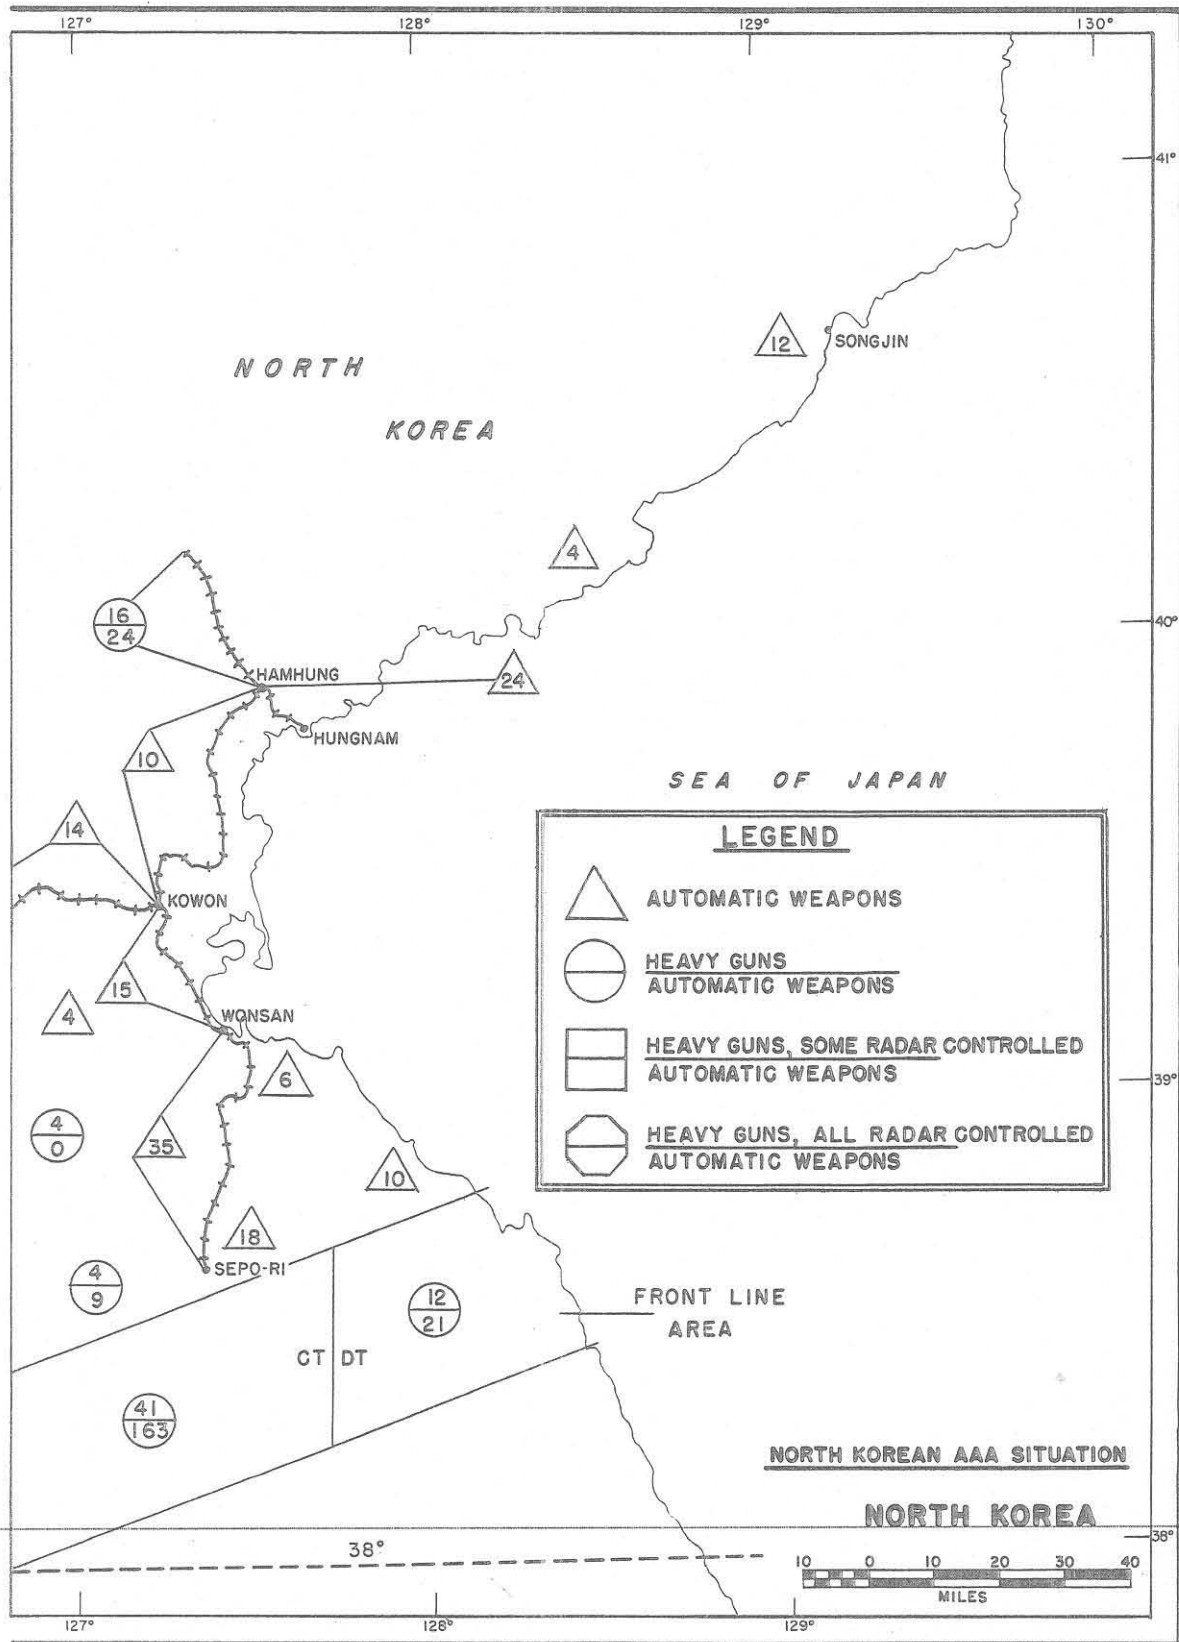 127° 128° 129° 130°
41°
12
SONGJIN
NORTH
KOREA
4
16
24
40°
HAMHUNG
24
HUNGNAM
10
SEA OF JAPAN
14
KOWON
LEGEND
AUTOMATIC WEAPONS
HEAVY GUNS
AUTOMATIC WEAPONS
HEAVY GUNS, SOME RADAR CONTROLLED
AUTOMATIC WEAPONS
HEAVY GUNS, ALL RADAR CONTROLLED
AUTOMATIC WEAPONS
15
4
WONSAN
6
39°
4
0
35
10
18
SEPO-RI
4
9
12
21
FRONT LINE
AREA
CT DT
41
163
NORTH KOREAN AAA SITUATION
NORTH KOREA
38°
38°
10 0 10 20 30 40
MILES
127° 128° 129°